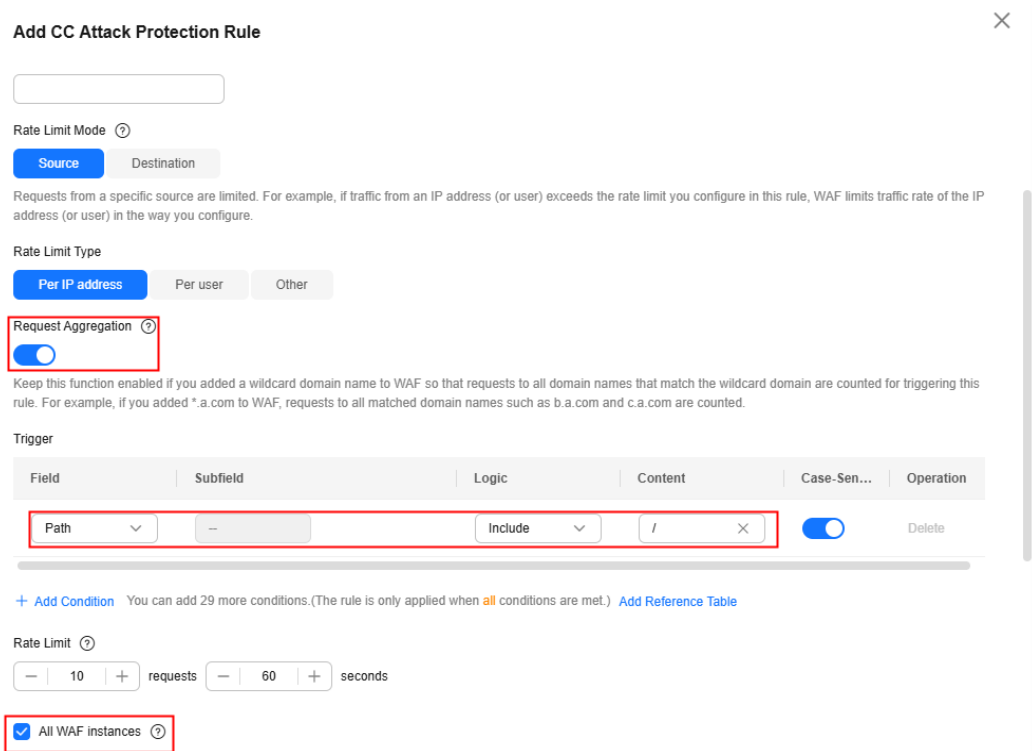 Add CC Attack Protection Rule
Rate Limit Mode ?
Source Destination
Requests from a specific source are limited. For example, if traffic from an IP address (or user) exceeds the rate limit you configure in this rule, WAF limits traffic rate of the IP
address (or user) in the way you configure.
Rate Limit Type
Per IP address Per user Other
Request Aggregation ?
Keep this function enabled if you added a wildcard domain name to WAF so that requests to all domain names that match the wildcard domain are counted for triggering this
rule. For example, if you added *.a.com to WAF, requests to all matched domain names such as b.a.com and c.a.com are counted.
Trigger
Field Subfield Logic Content Case-Sen... Operation
Path -- Include / Delete
+ Add Condition You can add 29 more conditions.(The rule is only applied when all conditions are met.) Add Reference Table
Rate Limit ?
− 10 + requests − 60 + seconds
All WAF instances ?